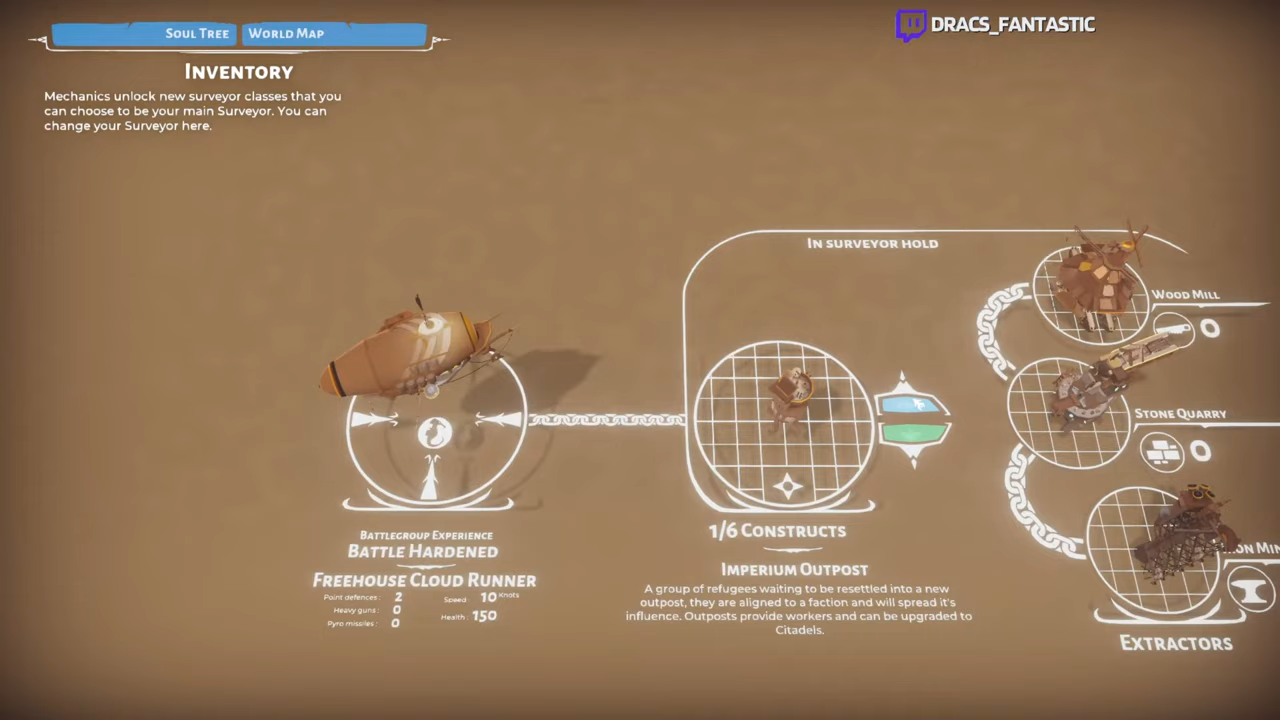 SOUL TREE
WORLD MAP
DRACS_FANTASTIC
INVENTORY
Mechanics unlock new surveyor classes that you
can choose to be your main Surveyor. You can
change your Surveyor here.
IN SURVEYOR HOLD
WOOD MILL
0
STONE QUARRY
0
1/6 CONSTRUCTS
BATTLEGROUP EXPERIENCE
BATTLE HARDENED
FREEHOUSE CLOUD RUNNER
Point defences: 2
Speed: 10 Knots
Heavy guns: 0
Health: 150
Pyro missiles: 0
IMPERIUM OUTPOST
A group of refugees waiting to be resettled into a new
outpost, they are aligned to a faction and will spread it's
influence. Outposts provide workers and can be upgraded to
Citadels.
EXTRACTORS